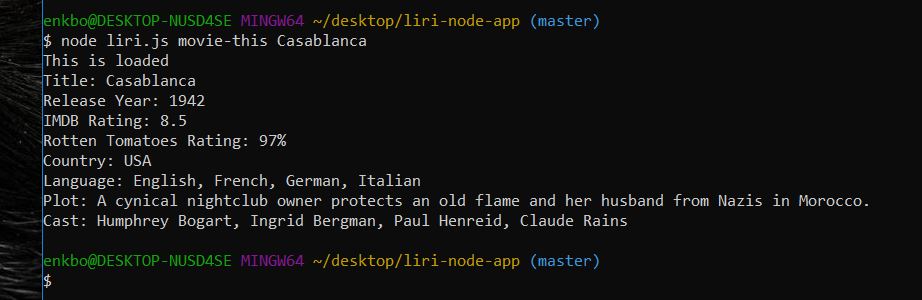 enkbo@DESKTOP-NUSD4SE MINGW64 ~/desktop/liri-node-app (master)
$ node liri.js movie-this Casablanca
This is loaded
Title: Casablanca
Release Year: 1942
IMDB Rating: 8.5
Rotten Tomatoes Rating: 97%
Country: USA
Language: English, French, German, Italian
Plot: A cynical nightclub owner protects an old flame and her husband from Nazis in Morocco.
Cast: Humphrey Bogart, Ingrid Bergman, Paul Henreid, Claude Rains
enkbo@DESKTOP-NUSD4SE MINGW64 ~/desktop/liri-node-app (master)
$